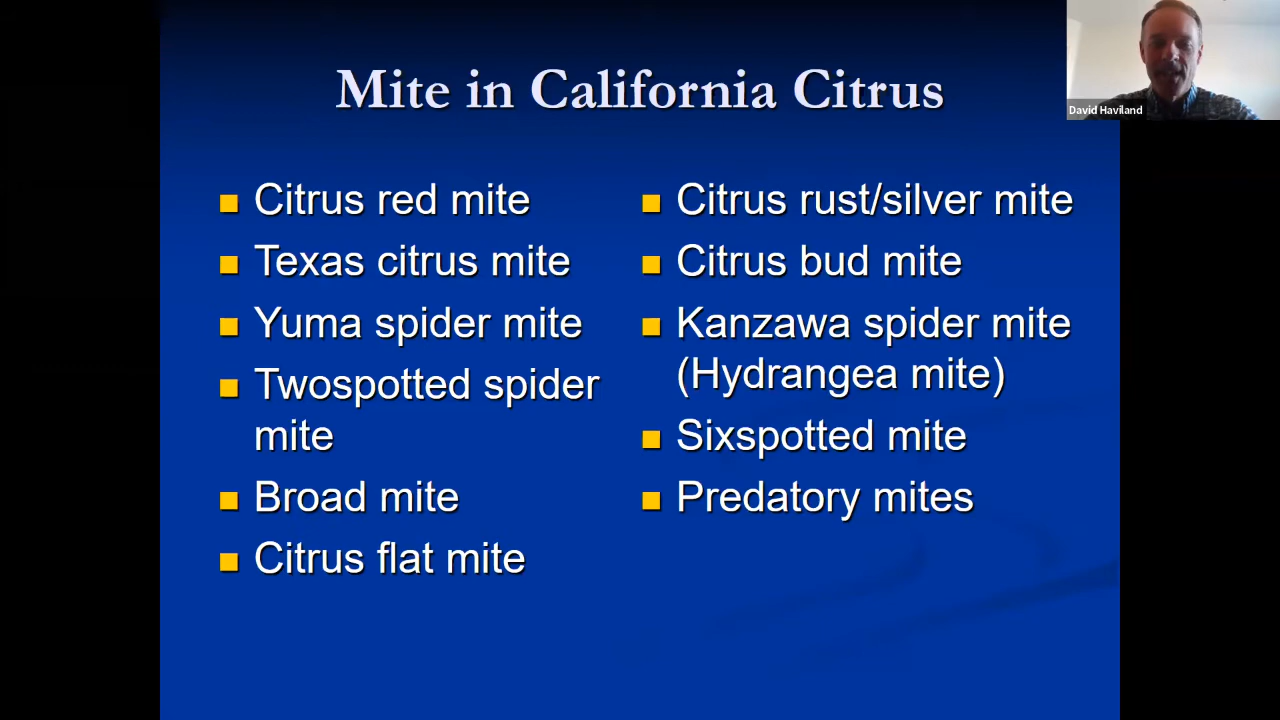 Mite in California Citrus
David Haviland
Citrus red mite
Texas citrus mite
Yuma spider mite
Twospotted spider
mite
Broad mite
Citrus flat mite
Citrus rust/silver mite
Citrus bud mite
Kanzawa spider mite
(Hydrangea mite)
Sixspotted mite
Predatory mites